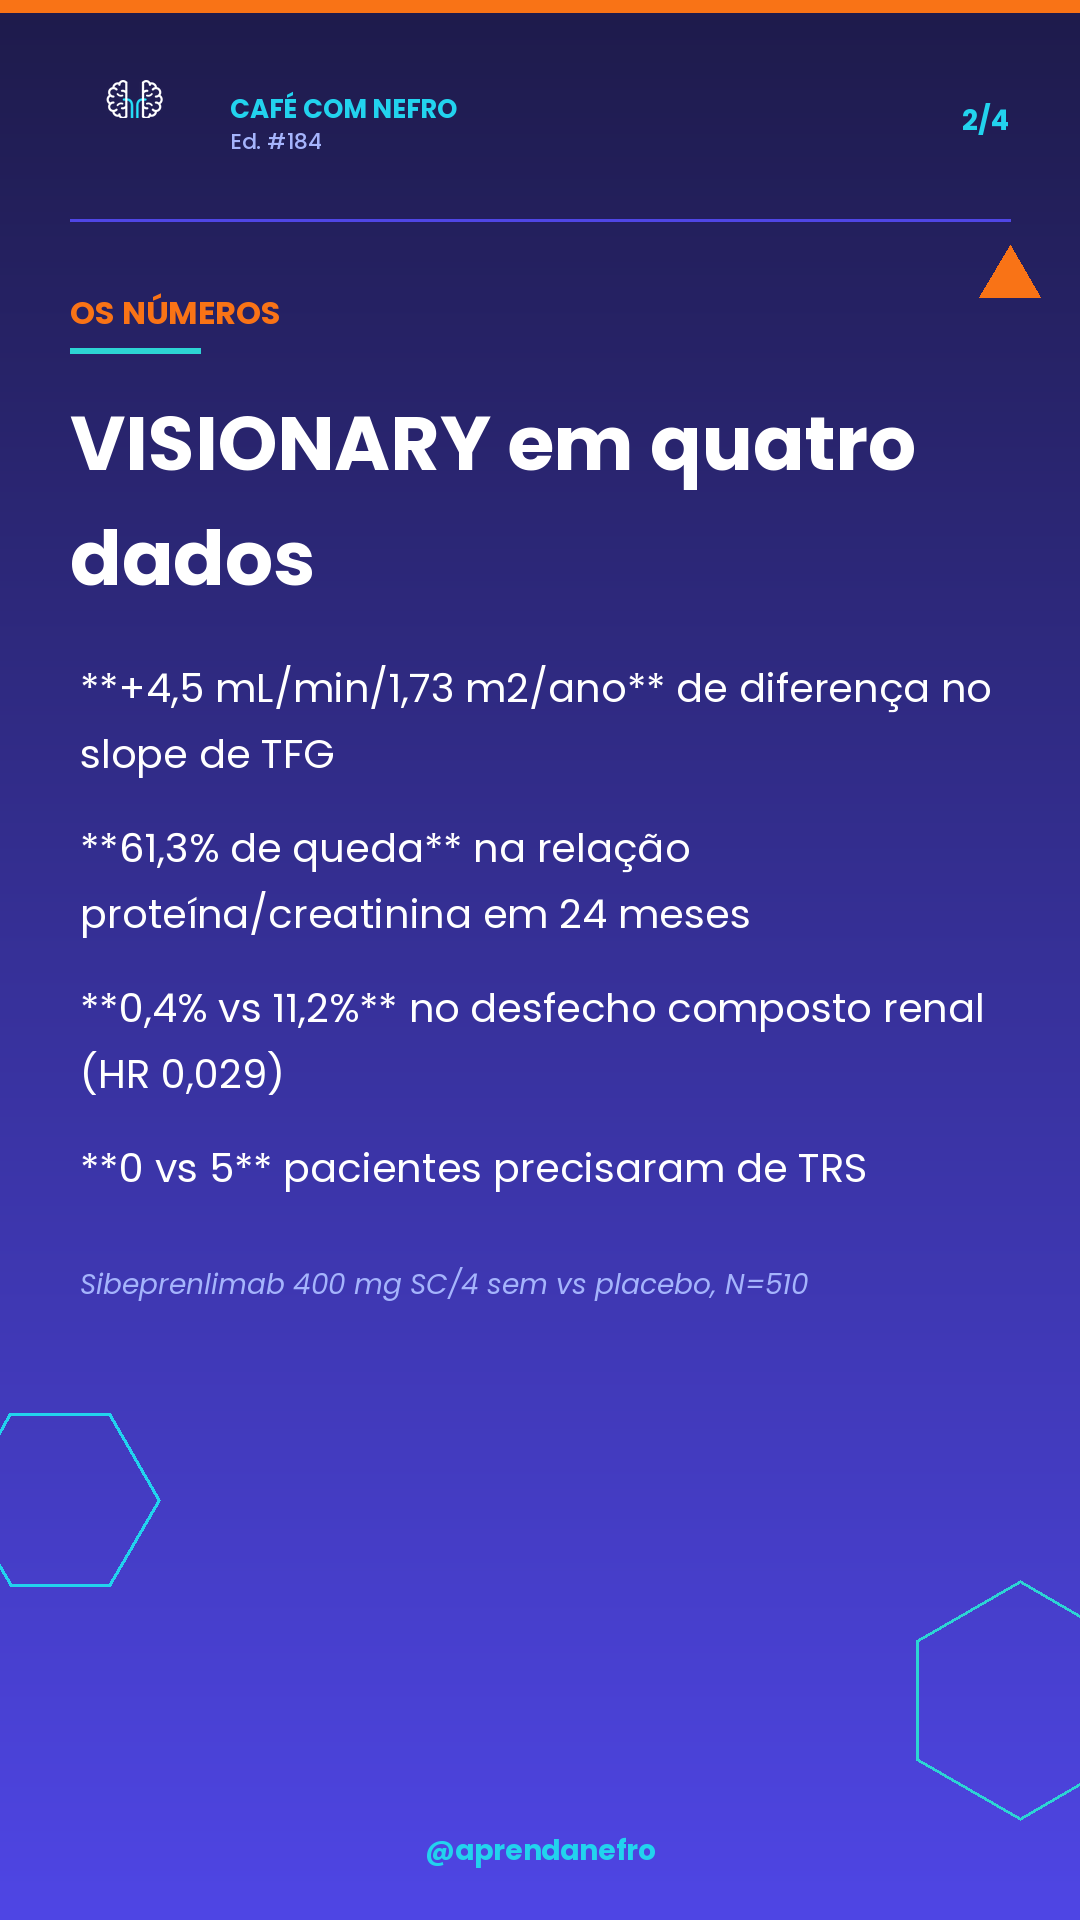 CAFÉ COM NEFRO
Ed. #184
2/4
OS NÚMEROS
VISIONARY em quatro
dados
**+4,5 mL/min/1,73 m2/ano** de diferença no
slope de TFG
**61,3% de queda** na relação
proteína/creatinina em 24 meses
**0,4% vs 11,2%** no desfecho composto renal
(HR 0,029)
**0 vs 5** pacientes precisaram de TRS
Sibeprenlimab 400 mg SC/4 sem vs placebo, N=510
@aprendanefro